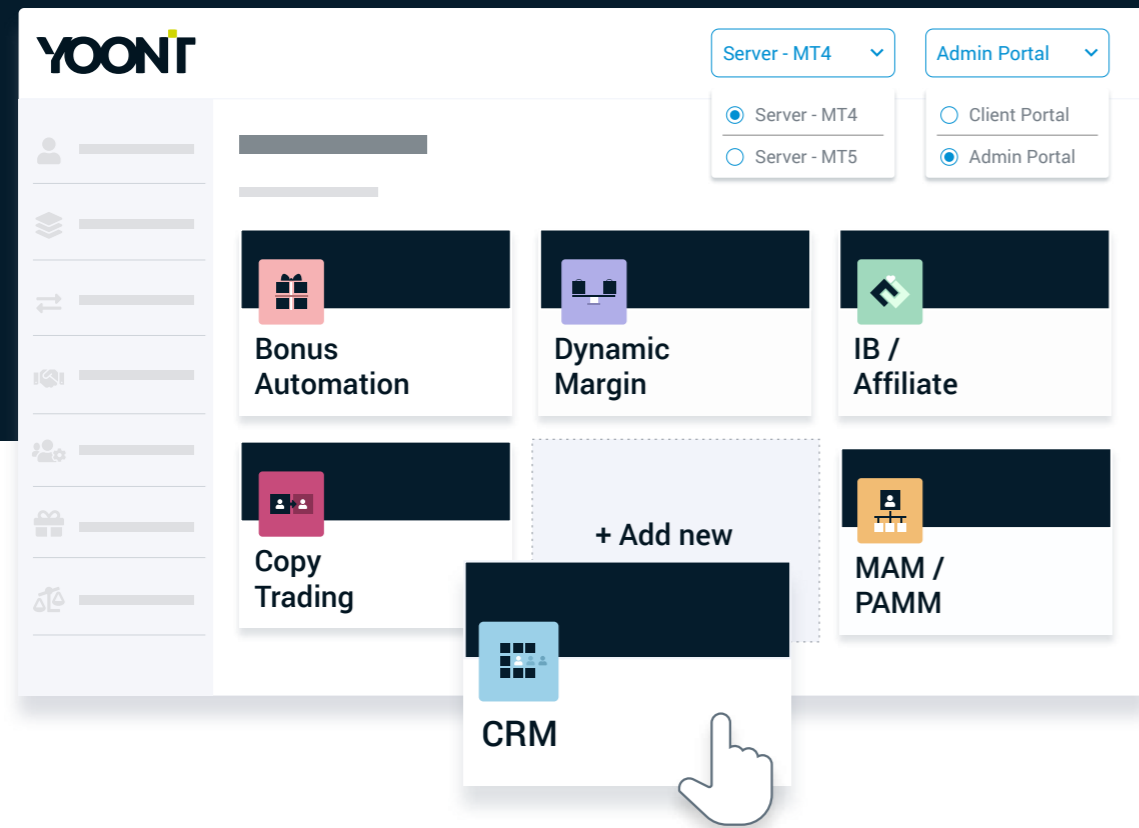 YOONIT
Server - MT4
Admin Portal
Server - MT4
Client Portal
Server - MT5
Admin Portal
Bonus
Automation
Dynamic
Margin
IB /
Affiliate
Copy
Trading
+ Add new
MAM /
PAMM
CRM